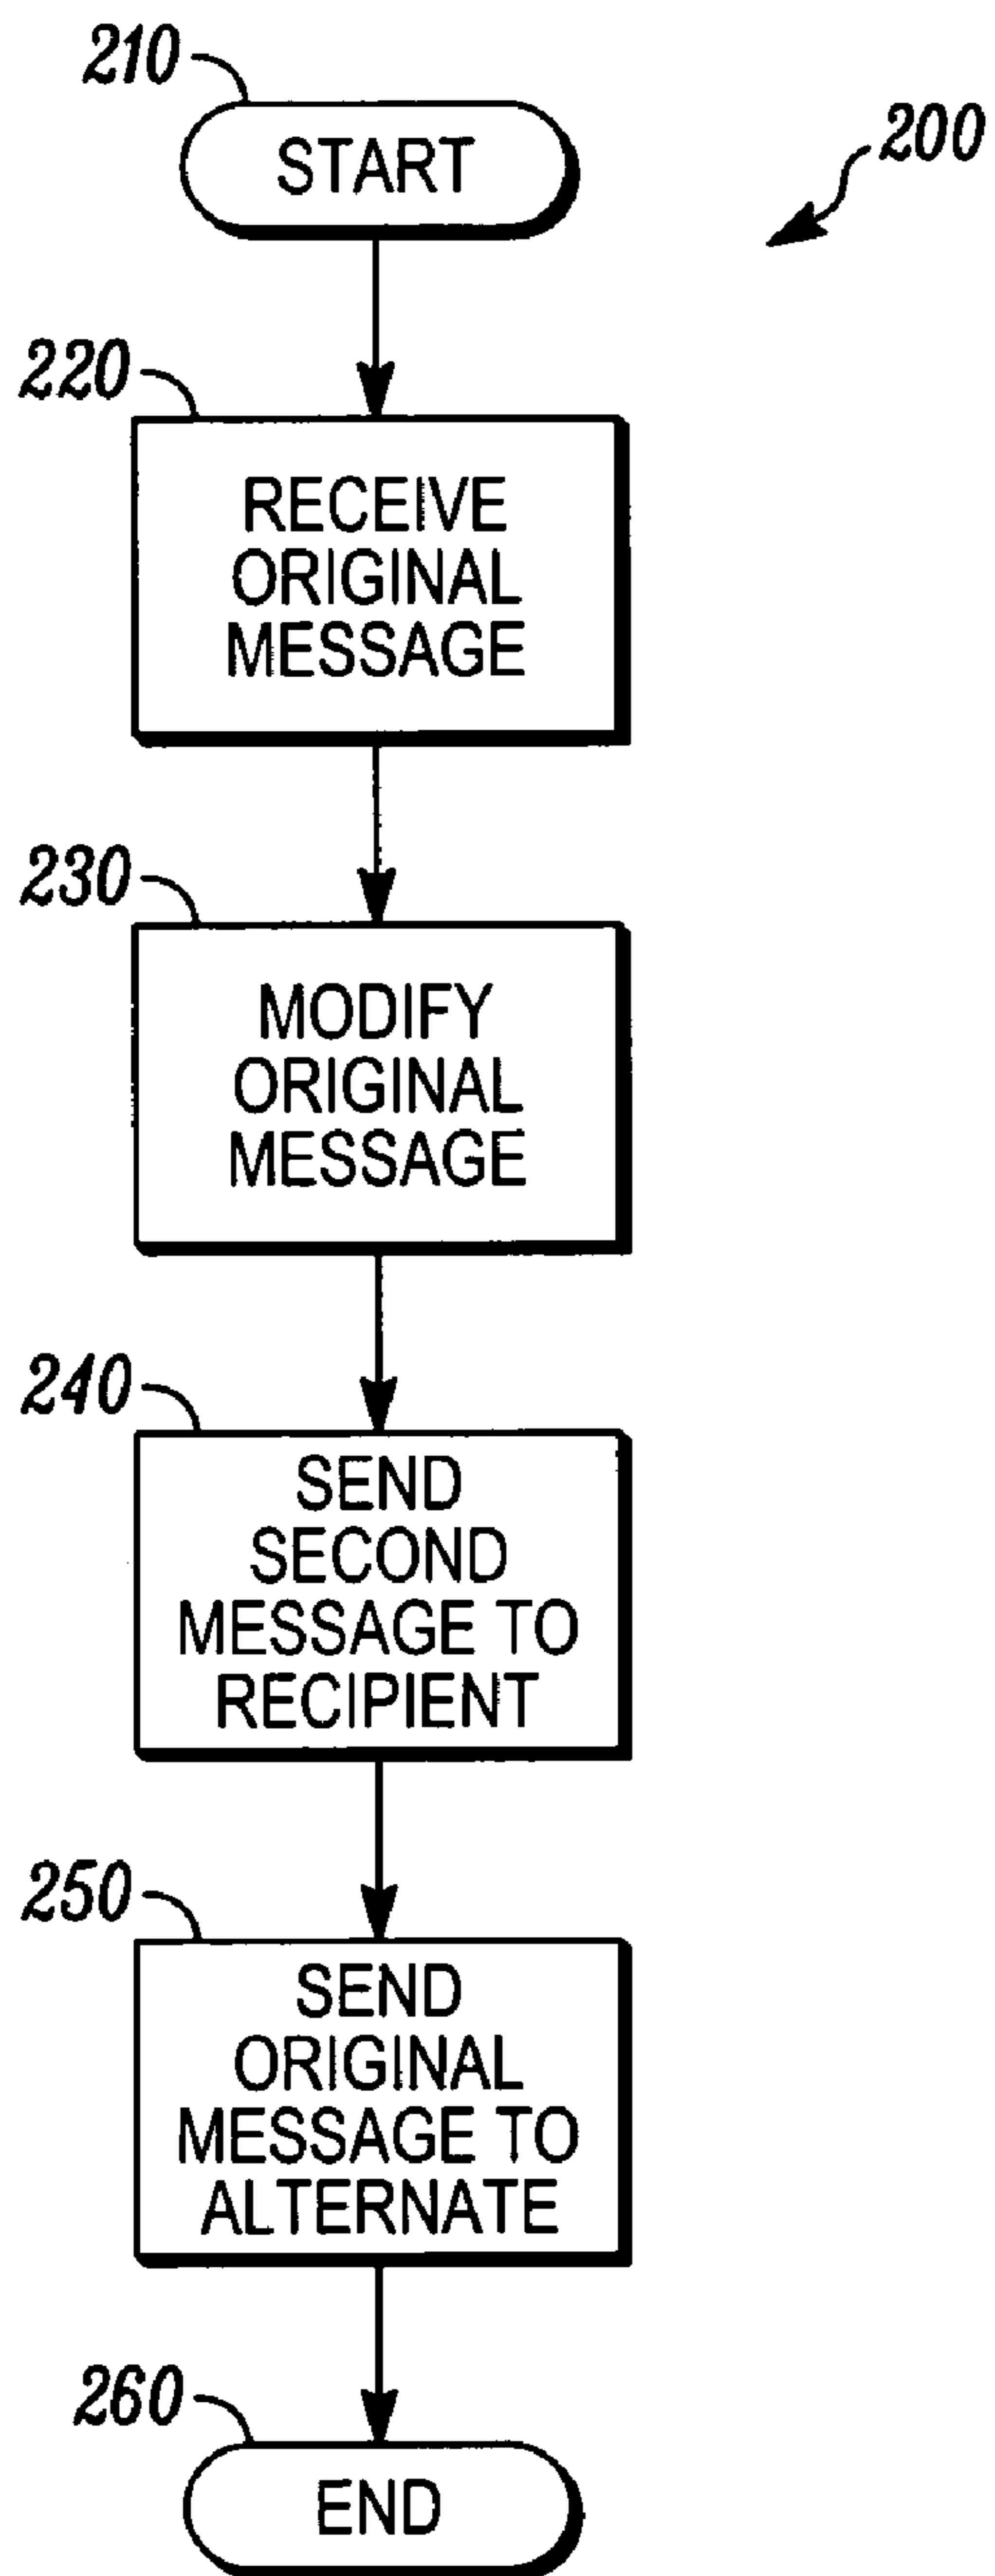 210
START
200
220
RECEIVE
ORIGINAL
MESSAGE
230
MODIFY
ORIGINAL
MESSAGE
240
SEND
SECOND
MESSAGE TO
RECIPIENT
250
SEND
ORIGINAL
MESSAGE TO
ALTERNATE
260
END